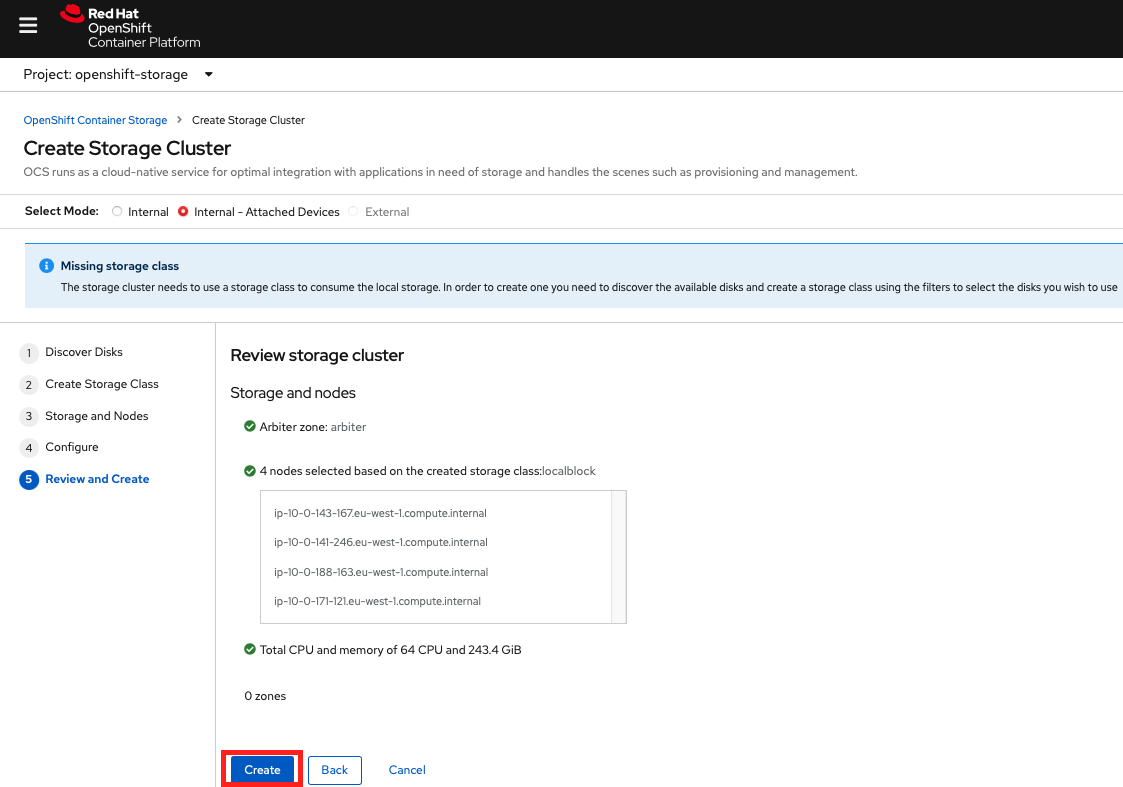 Red Hat
OpenShift
Container Platform
Project: openshift-storage
OpenShift Container Storage > Create Storage Cluster
Create Storage Cluster
OCS runs as a cloud-native service for optimal integration with applications in need of storage and handles the scenes such as provisioning and management.
Select Mode: Internal Internal - Attached Devices External
Missing storage class
The storage cluster needs to use a storage class to consume the local storage. In order to create one you need to discover the available disks and create a storage class using the filters to select the disks you wish to use
1 Discover Disks
2 Create Storage Class
3 Storage and Nodes
4 Configure
5 Review and Create
Review storage cluster
Storage and nodes
Arbiter zone: arbiter
4 nodes selected based on the created storage class:localblock
ip-10-0-143-167.eu-west-1.compute.internal
ip-10-0-141-246.eu-west-1.compute.internal
ip-10-0-188-163.eu-west-1.compute.internal
ip-10-0-171-121.eu-west-1.compute.internal
Total CPU and memory of 64 CPU and 243.4 GiB
0 zones
Create Back Cancel